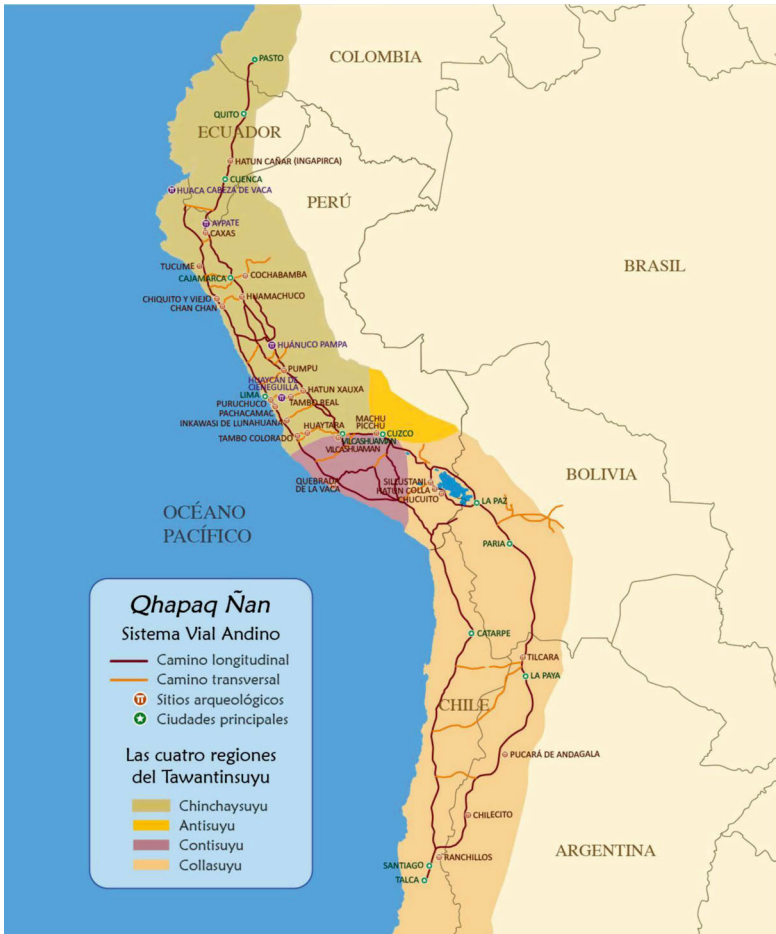 COLOMBIA
PASTO
QUITO
ECUADOR
HATUN CAÑAR (INGAPIRCA)
CUENCA
HUACA CABEZA DE VACA
PERÚ
AYPATE
CAXAS
TUCUME
BRASIL
CAJAMARCA
COCHABAMBA
CHIQUITO Y VIEJO
HUAMACHUCO
CHAN CHAN
HUÁNUCO PAMPA
PUMPU
HUAYCÁN DE
CIENEGUILLA
HATUN XAUXA
LIMA
TAMBO REAL
PURUCHUCO
PACHACAMAC
INKAWASI DE LUNAHUANA
HUAYTARA
MACHU
PICCHU
CUZCO
TAMBO COLORADO
VILCASHUAMAN
VILCASHUAMAN
QUEBRADA
DE LA VACA
SILLUSTANI
HATUN COLLA
CHUCUITO
BOLIVIA
LA PAZ
OCÉANO
PACÍFICO
PARIA
CATARPE
TILCARA
LA PAYA
CHILE
PUCARÁ DE ANDAGALA
CHILECITO
ARGENTINA
RANCHILLOS
SANTIAGO
TALCA
Qhapaq Ñan
Sistema Vial Andino
Camino longitudinal
Camino transversal
Sitios arqueológicos
Ciudades principales
Las cuatro regiones
del Tawantinsuyu
Chinchaysuyu
Antisuyu
Contisuyu
Collasuyu